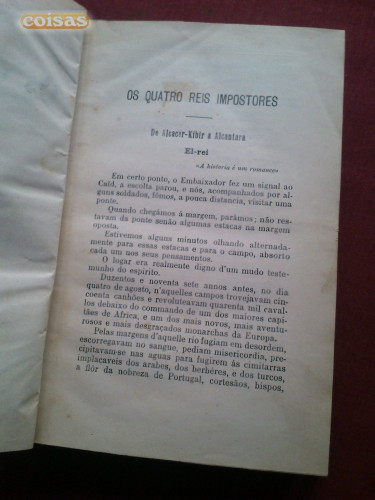 coisas
OS QUATRO REIS IMPOSTORES
De Alcacer-Kibir a Alcantara
El-rei
«A historia é um romance»
Em certo ponto, o Embaixador fez um signal ao
Caïd, a escolta parou, e nós, acompanhados por al-
guns soldados, fômos, a pouca distancia, visitar uma
ponte.
Quando chegámos á margem, parámos; não res-
tavam da ponte senão algumas estacas na margem
opposta.
Estivemos alguns minutos olhando alternada-
mente para essas estacas e para o campo, absorto
cada um nos seus pensamentos.
O logar era realmente digno d'um mudo teste-
munho do espirito.
Duzentos e noventa sete annos antes, no dia
quatro de agosto, n'aquelles campos trovejavam cin-
coenta canhões e revoluteavam quarenta mil caval-
los debaixo do commando de um dos maiores capi-
tães de Africa, e um dos mais novos, mais aventu-
rosos e mais desgraçados monarchas da Europa.
Pelas margens d'aquelle rio fugiam em desordem,
escorregavam no sangue, pediam misericordia, pre-
cipitavam-se nas aguas para fugirem ás cimitárras
implacaveis dos arabes, dos berbéres, e dos turcos,
a flôr da nobreza de Portugal, cortesãos, bispos,